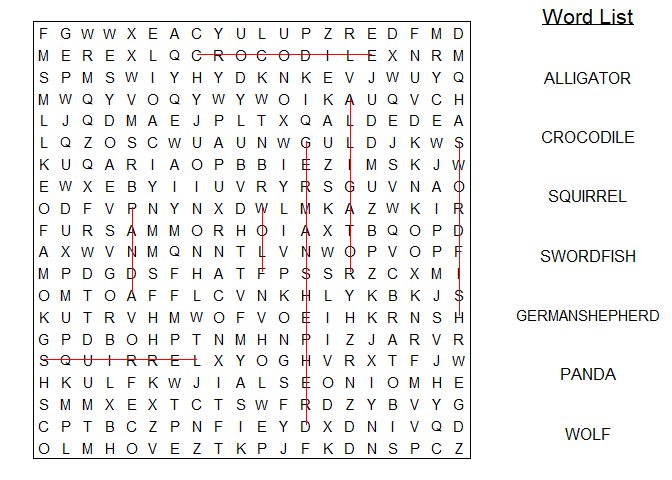 F G W W X E A C Y U L U P Z R E D F M D
M E R E X L Q C R O C O D I L E X N R M
S P M S W I Y H Y D K N K E V J W U Y Q
M W Q Y V O Q Y W Y W O I K A U Q V C H
L J Q D M A E J P L T X Q A L D E D E A
L Q Z O S C W U A U N W G U L D J K W S
K U Q A R I A O P B B I E Z I M S K J W
E W X E B Y I I U V R Y R S G U V N A O
O D F V P N Y N X D W L M K A Z W K I R
F U R S A M M O R H O I A X T B Q O P D
A X W V N M Q N N T L V N W O P V O P F
M P D G D S F H A T F P S S R Z C X M I
O M T O A F F L C V N K H L Y K B K J S
K U T R V H M W O F V O E I H K R N S H
G P D B O H P T N M H N P I Z J A R V R
S Q U I R R E L X Y O G H V R X T F J W
H K U L F K W J I A L S E O N I O M H E
S M M X E X T C T S W F R D Z Y B V Y G
C P T B C Z P N F I E Y D X D N I V Q D
O L M H O V E Z T K P J F K D N S P C Z
Word List
ALLIGATOR
CROCODILE
SQUIRREL
SWORDFISH
GERMANSHEPHERD
PANDA
WOLF